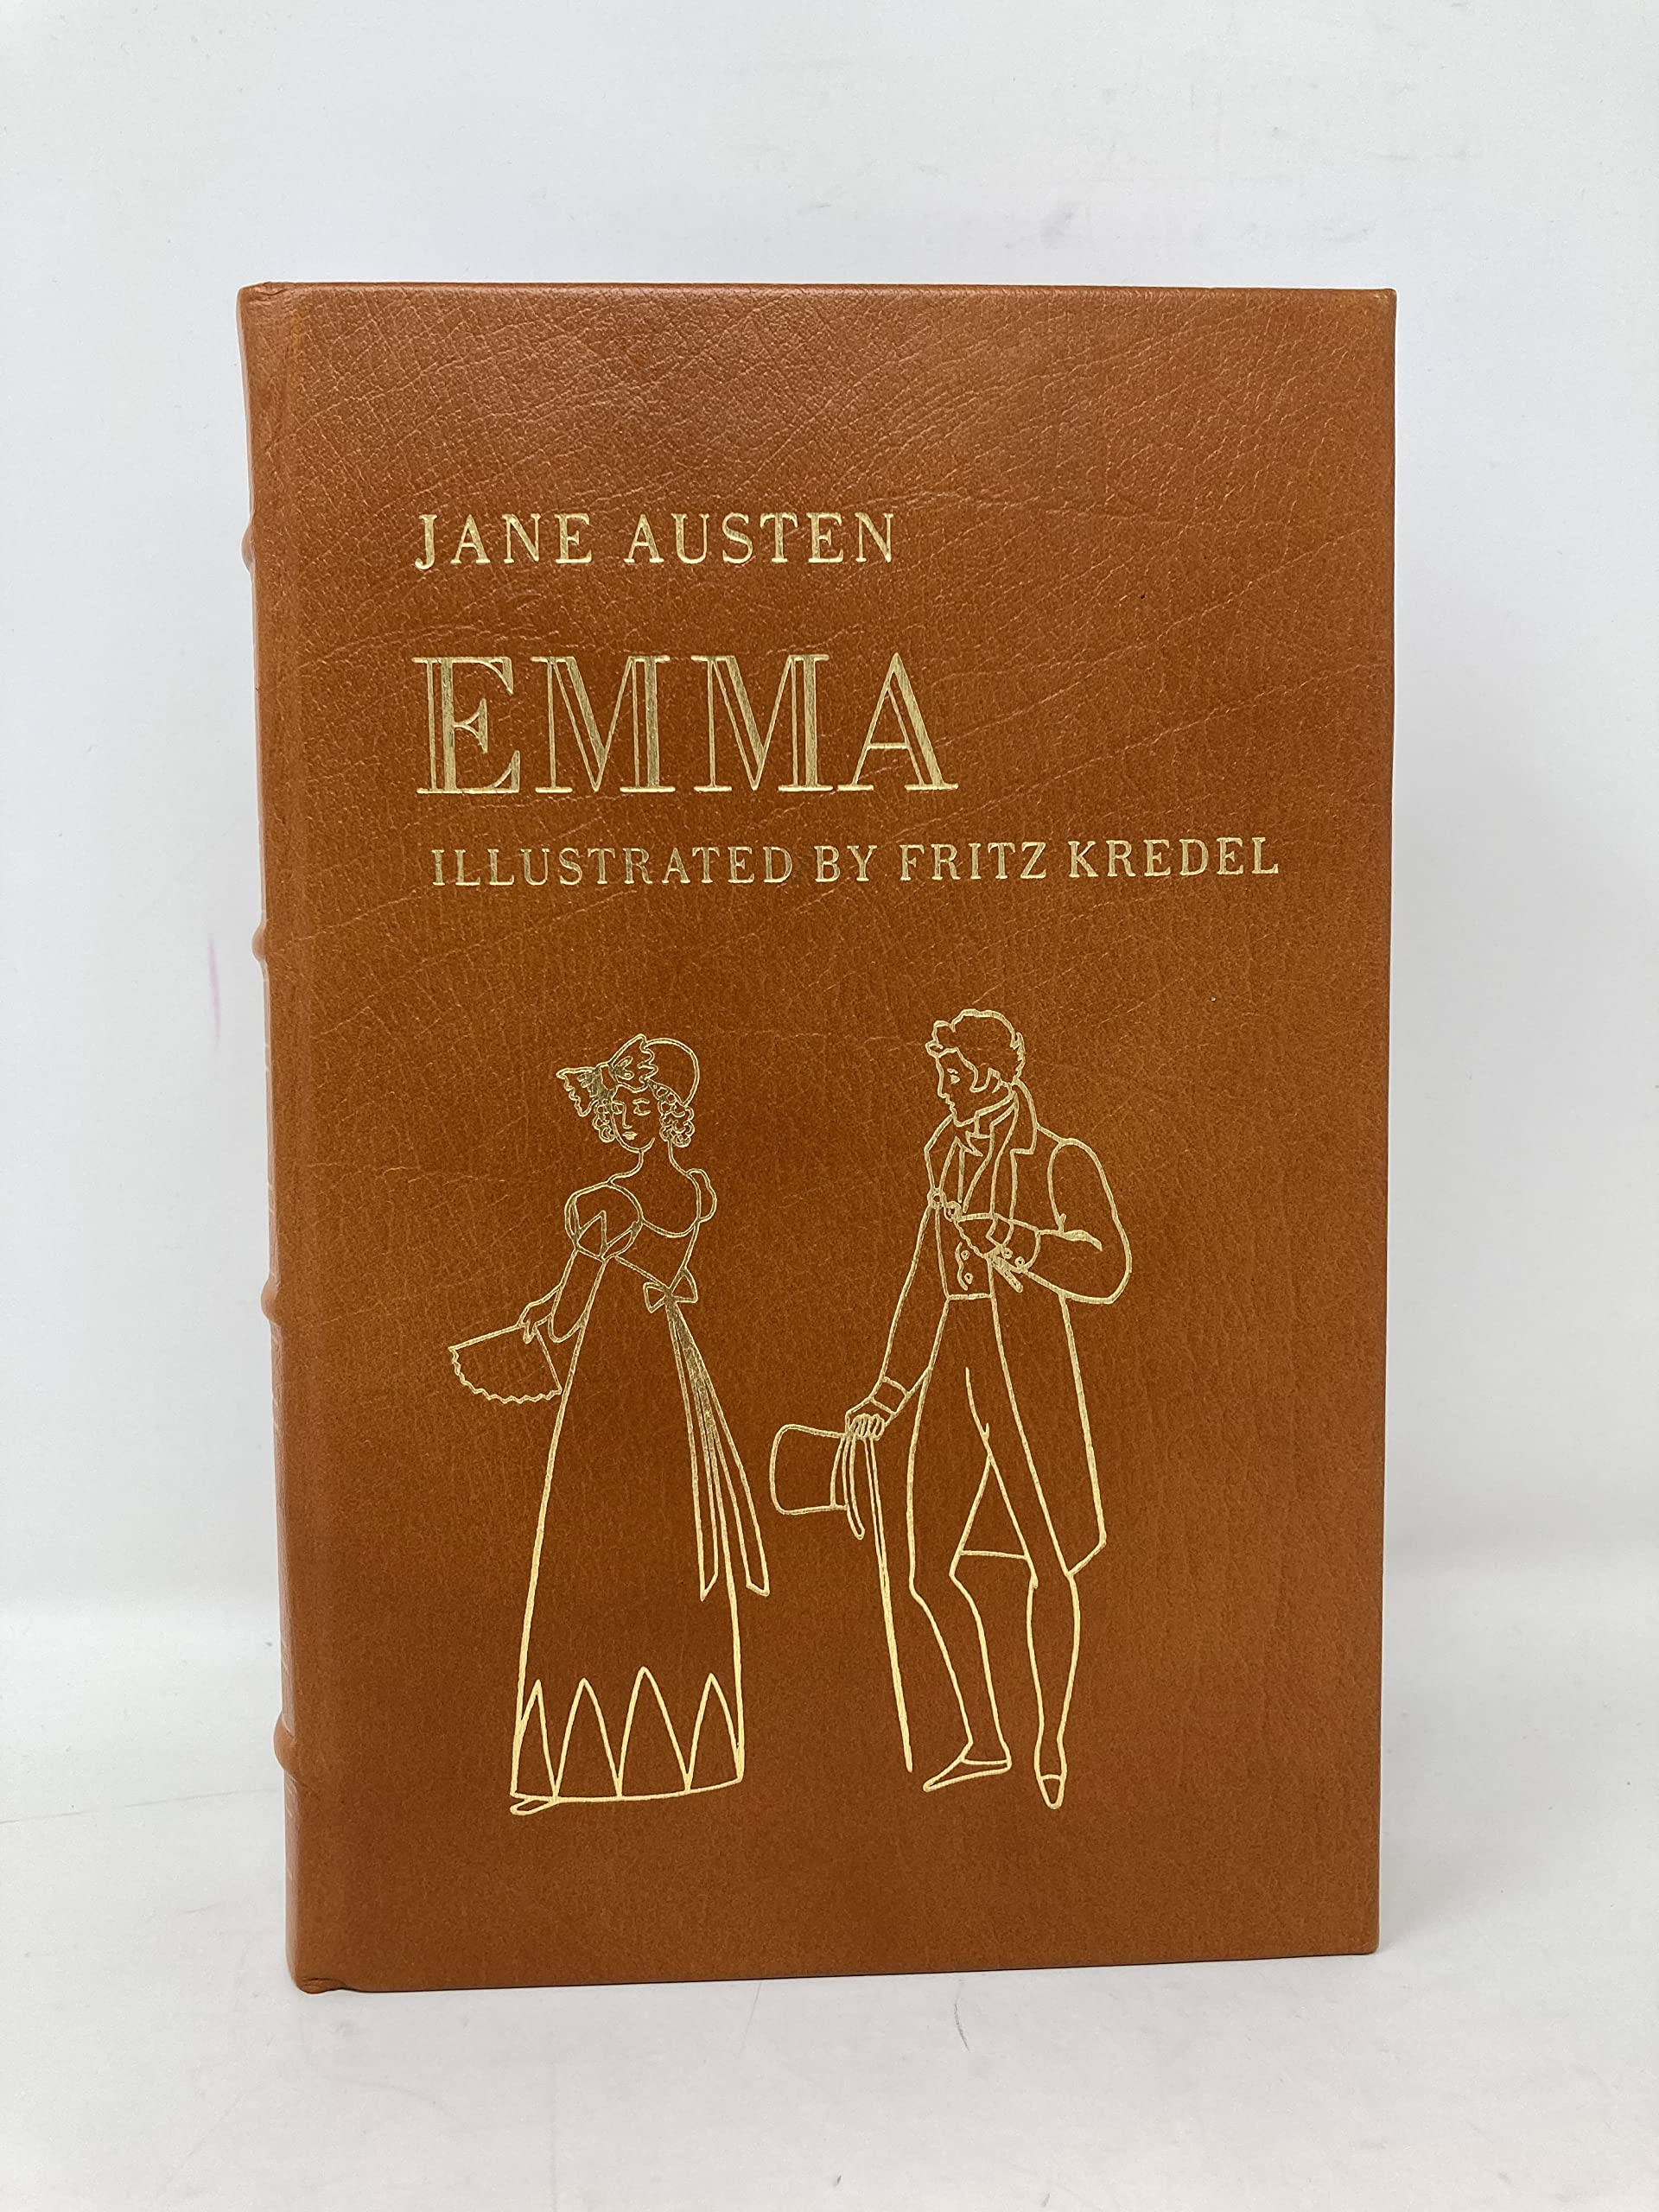 JANE AUSTEN
EMMA
ILLUSTRATED BY FRITZ KREDEL